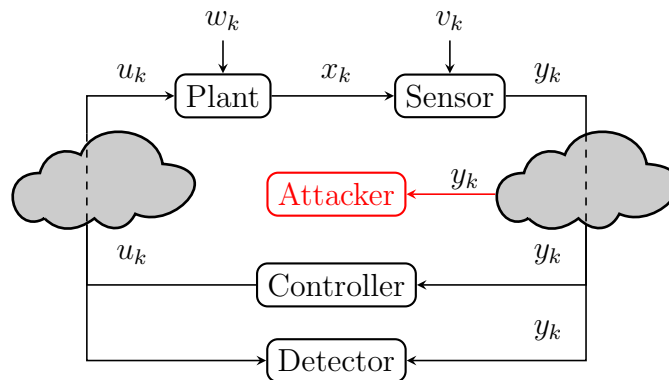 w_k v_k
u_k x_k y_k
Plant Sensor
Attacker y_k
u_k y_k
Controller
y_k
Detector